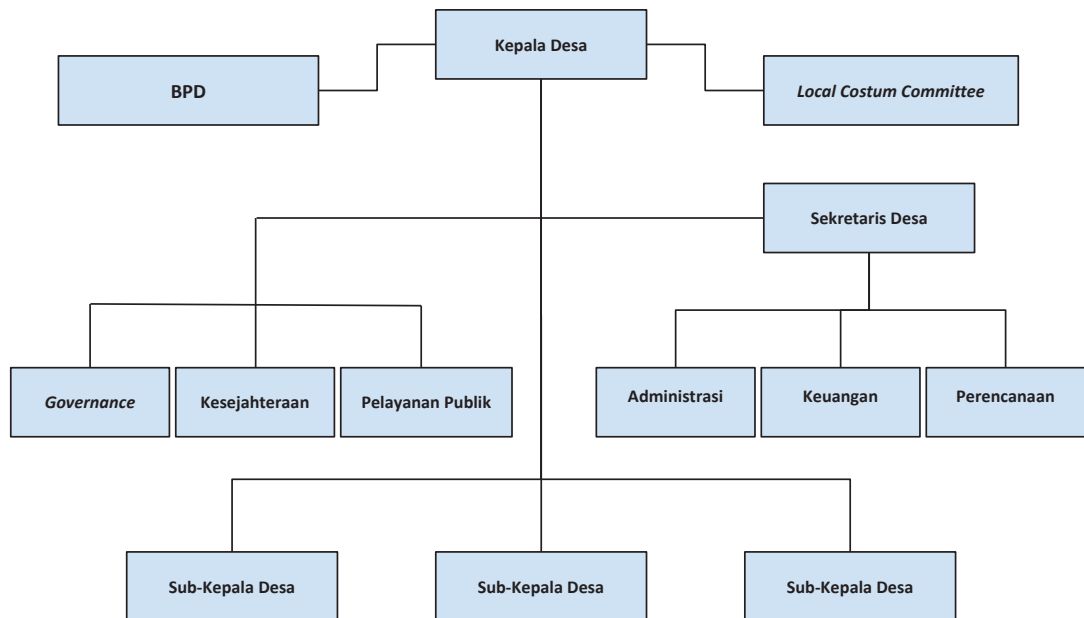 Kepala Desa
BPD
Local Costum Committee
Sekretaris Desa
Governance
Kesejahteraan
Pelayanan Publik
Administrasi
Keuangan
Perencanaan
Sub-Kepala Desa
Sub-Kepala Desa
Sub-Kepala Desa